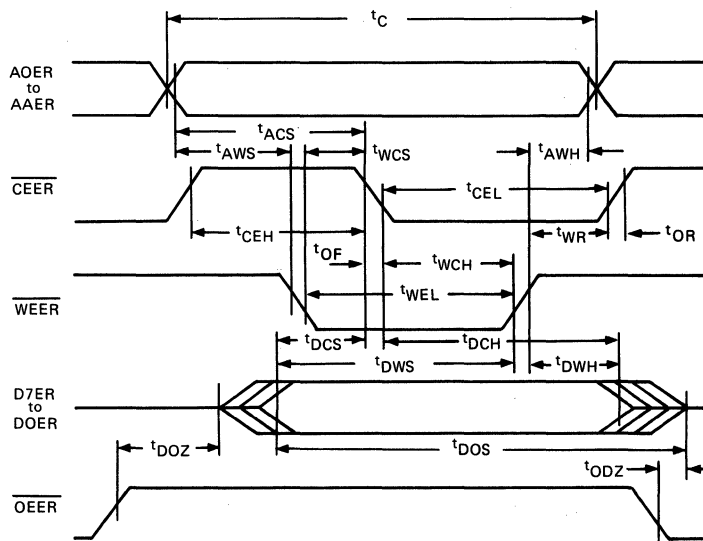 tC
AOER
to
AAER
tACS
tAWS
tWCS
tAWH
CEER
tCEL
tCEH
tWR
tOR
tOF
tWCH
tWEL
WEER
tDCS
tDCH
tDWS
tDWH
D7ER
to
DOER
tDOZ
tDOS
tODZ
OEER